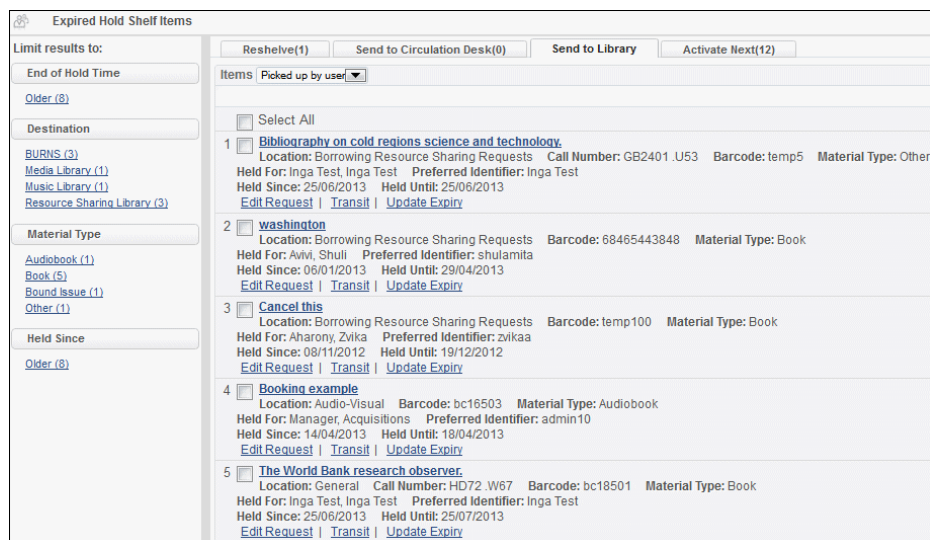 Expired Hold Shelf Items
Limit results to:
End of Hold Time
Older (8)
Destination
BURNS (3)
Media Library (1)
Music Library (1)
Resource Sharing Library (3)
Material Type
Audiobook (1)
Book (5)
Bound Issue (1)
Other (1)
Held Since
Older (8)
Reshelve(1) Send to Circulation Desk(0) Send to Library Activate Next(12)
Items Picked up by user
Select All
1 Bibliography on cold regions science and technology.
Location: Borrowing Resource Sharing Requests Call Number: GB2401 .U53 Barcode: temp5 Material Type: Other
Held For: Inga Test, Inga Test Preferred Identifier: Inga Test
Held Since: 25/06/2013 Held Until: 25/06/2013
Edit Request | Transit | Update Expiry
2 washington
Location: Borrowing Resource Sharing Requests Barcode: 68465443848 Material Type: Book
Held For: Avivi, Shuli Preferred Identifier: shulamita
Held Since: 06/01/2013 Held Until: 29/04/2013
Edit Request | Transit | Update Expiry
3 Cancel this
Location: Borrowing Resource Sharing Requests Barcode: temp100 Material Type: Book
Held For: Aharony, Zvika Preferred Identifier: zvikaa
Held Since: 08/11/2012 Held Until: 19/12/2012
Edit Request | Transit | Update Expiry
4 Booking example
Location: Audio-Visual Barcode: bc16503 Material Type: Audiobook
Held For: Manager, Acquisitions Preferred Identifier: admin10
Held Since: 14/04/2013 Held Until: 18/04/2013
Edit Request | Transit | Update Expiry
5 The World Bank research observer.
Location: General Call Number: HD72 .W67 Barcode: bc18501 Material Type: Book
Held For: Inga Test, Inga Test Preferred Identifier: Inga Test
Held Since: 25/06/2013 Held Until: 25/07/2013
Edit Request | Transit | Update Expiry